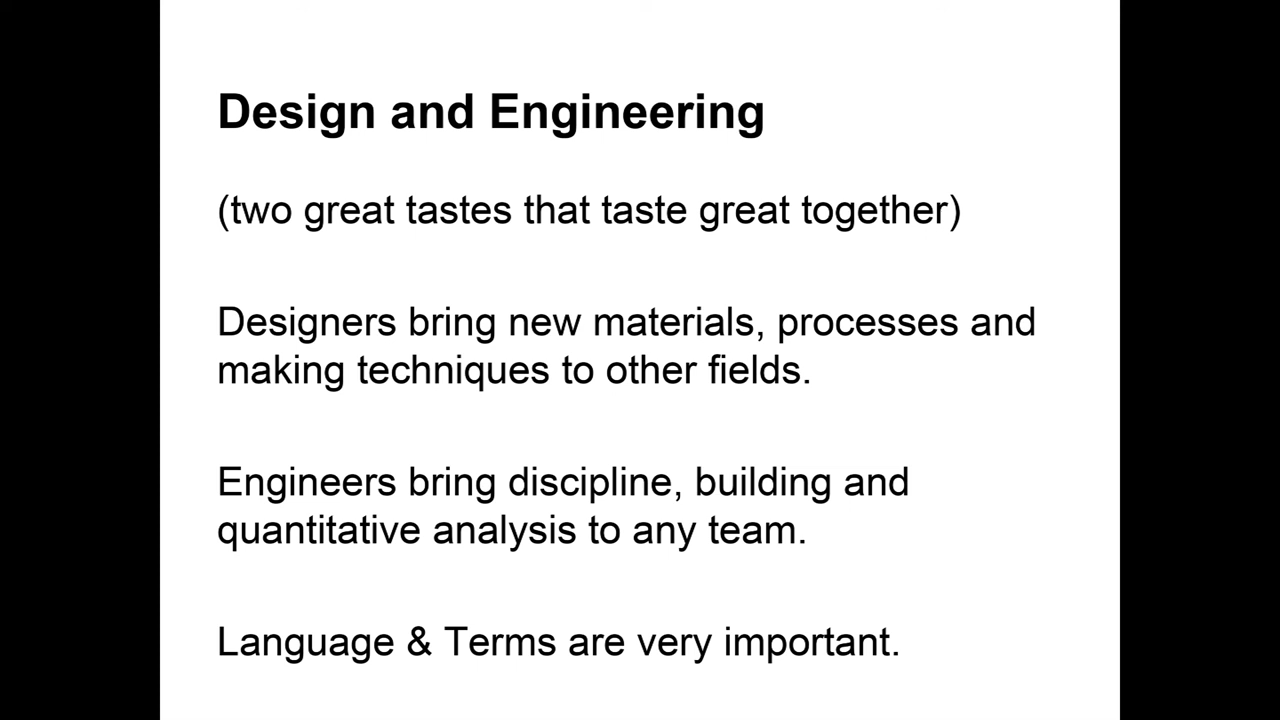 Design and Engineering
(two great tastes that taste great together)
Designers bring new materials, processes and
making techniques to other fields.
Engineers bring discipline, building and
quantitative analysis to any team.
Language & Terms are very important.